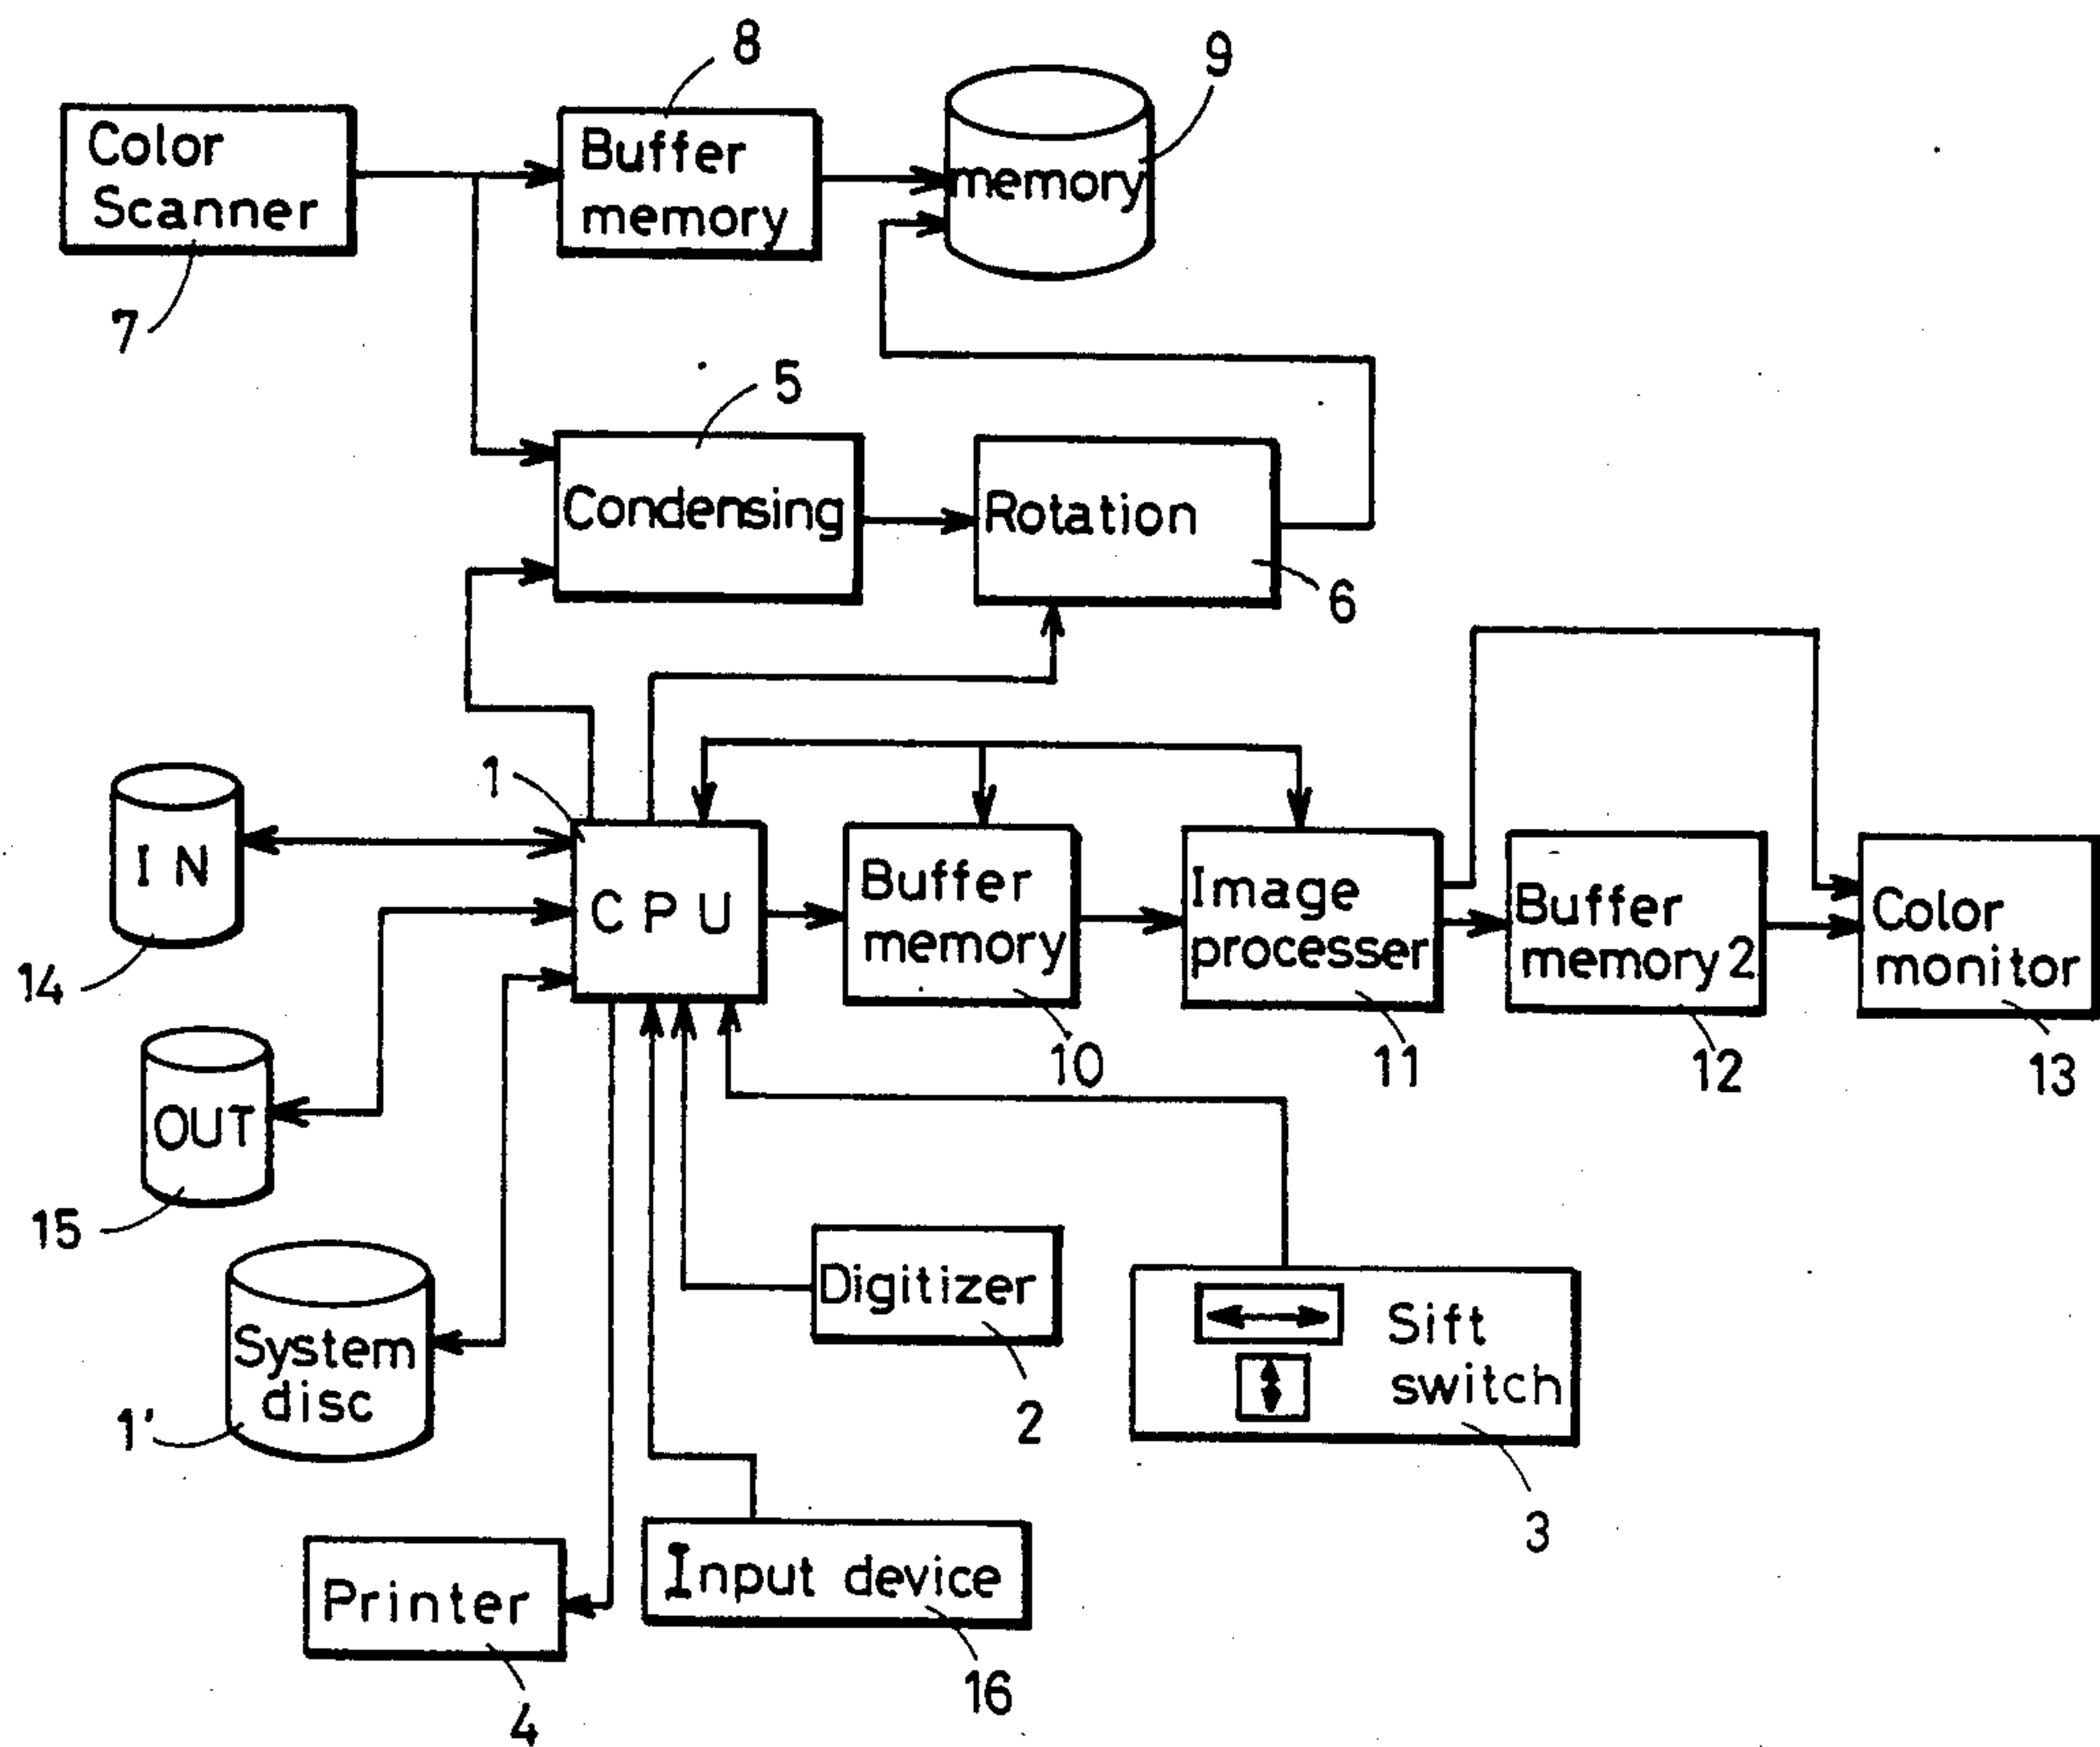 8
9
Color
Scanner
Buffer
memory
memory
7
5
Condensing
Rotation
6
1
IN
CPU
Buffer
memory
Image
processer
Buffer
memory 2
Color
monitor
14
10
11
12
13
OUT
15
Digitizer
System
disc
Sift
switch
1'
2
3
Printer
Input device
4
16